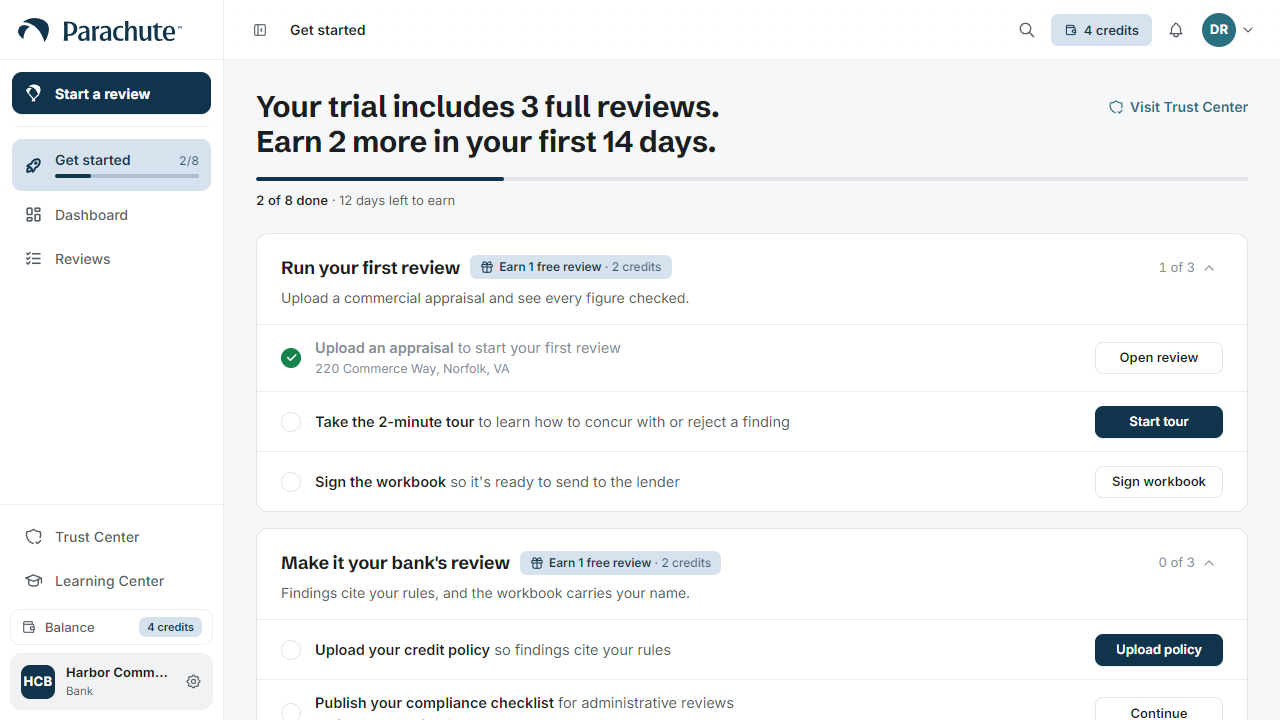 Parachute™
Get started
4 credits
DR
Start a review
Get started 2/8
Dashboard
Reviews
Trust Center
Learning Center
Balance 4 credits
HCB Harbor Comm...
Bank
Your trial includes 3 full reviews.
Earn 2 more in your first 14 days.
Visit Trust Center
2 of 8 done · 12 days left to earn
Run your first review Earn 1 free review · 2 credits 1 of 3
Upload a commercial appraisal and see every figure checked.
Upload an appraisal to start your first review
220 Commerce Way, Norfolk, VA
Open review
Take the 2-minute tour to learn how to concur with or reject a finding
Start tour
Sign the workbook so it's ready to send to the lender
Sign workbook
Make it your bank's review Earn 1 free review · 2 credits 0 of 3
Findings cite your rules, and the workbook carries your name.
Upload your credit policy so findings cite your rules
Upload policy
Publish your compliance checklist for administrative reviews
Continue